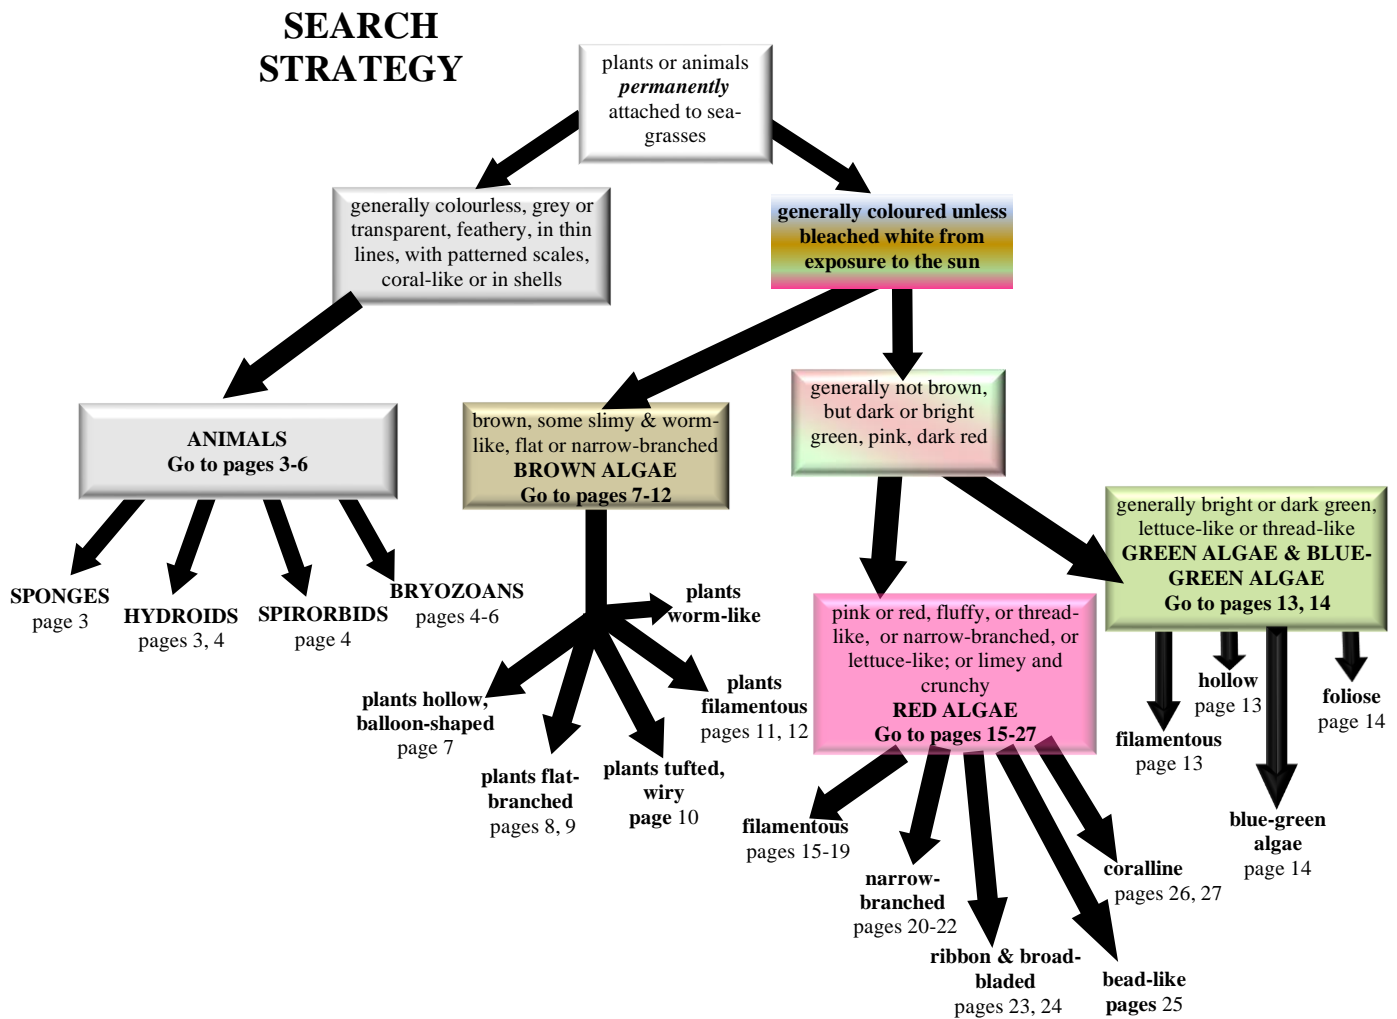 SEARCH
STRATEGY
plants or animals
permanently
attached to sea-
grasses
generally colourless, grey or
transparent, feathery, in thin
lines, with patterned scales,
coral-like or in shells
generally coloured unless
bleached white from
exposure to the sun
ANIMALS
Go to pages 3-6
brown, some slimy & worm-
like, flat or narrow-branched
BROWN ALGAE
Go to pages 7-12
generally not brown,
but dark or bright
green, pink, dark red
generally bright or dark green,
lettuce-like or thread-like
GREEN ALGAE & BLUE-
GREEN ALGAE
Go to pages 13, 14
pink or red, fluffy, or thread-
like, or narrow-branched, or
lettuce-like; or limey and
crunchy
RED ALGAE
Go to pages 15-27
SPONGES
page 3
HYDROIDS
pages 3, 4
SPIRORBIDS
page 4
BRYOZOANS
pages 4-6
plants
worm-like
plants hollow,
balloon-shaped
page 7
plants flat-
branched
pages 8, 9
plants tufted,
wiry
page 10
plants
filamentous
pages 11, 12
filamentous
pages 15-19
narrow-
branched
pages 20-22
ribbon & broad-
bladed
pages 23, 24
bead-like
pages 25
coralline
pages 26, 27
filamentous
page 13
hollow
page 13
blue-green
algae
page 14
foliose
page 14